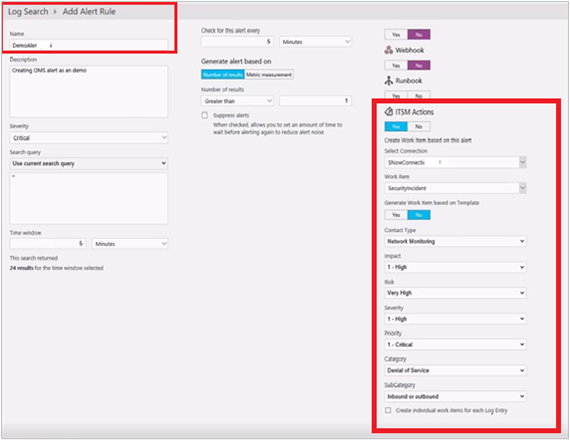 Log Search › Add Alert Rule
Name
DemoAler
Description
Creating OMS alert as an demo
Severity
Critical
Search query
Use current search query
*
Time window
5 Minutes
This search returned
24 results for the time window selected
Check for this alert every
5 Minutes
Generate alert based on
Number of results Metric measurement
Number of results
Greater than 1
Suppress alerts
When checked, allows you to set an amount of time to
wait before alerting again to reduce alert noise
Yes No
Webhook
Yes No
Runbook
Yes No
ITSM Actions
Yes No
Create Work Item based on this alert
Select Connection
SNowConnectic
Work Item
SecurityIncident
Generate Work Item based on Template
Yes No
Contact Type
Network Monitoring
Impact
1 - High
Risk
Very High
Severity
1 - High
Priority
1 - Critical
Category
Denial of Service
SubCategory
Inbound or outbound
Create individual work items for each Log Entry